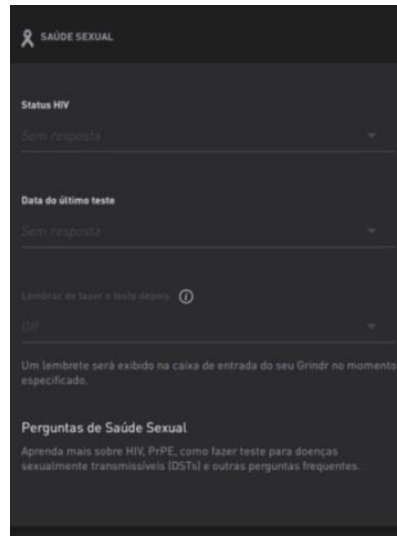 SAÚDE SEXUAL
Status HIV
Sem resposta
Data do último teste
Sem resposta
Lembrar de fazer o teste depois
Off
Um lembrete será exibido na caixa de entrada do seu Grindr no momento
especificado.
Perguntas de Saúde Sexual
Aprenda mais sobre HIV, PrPE, como fazer teste para doenças
sexualmente transmissíveis (DSTs) e outras perguntas frequentes.